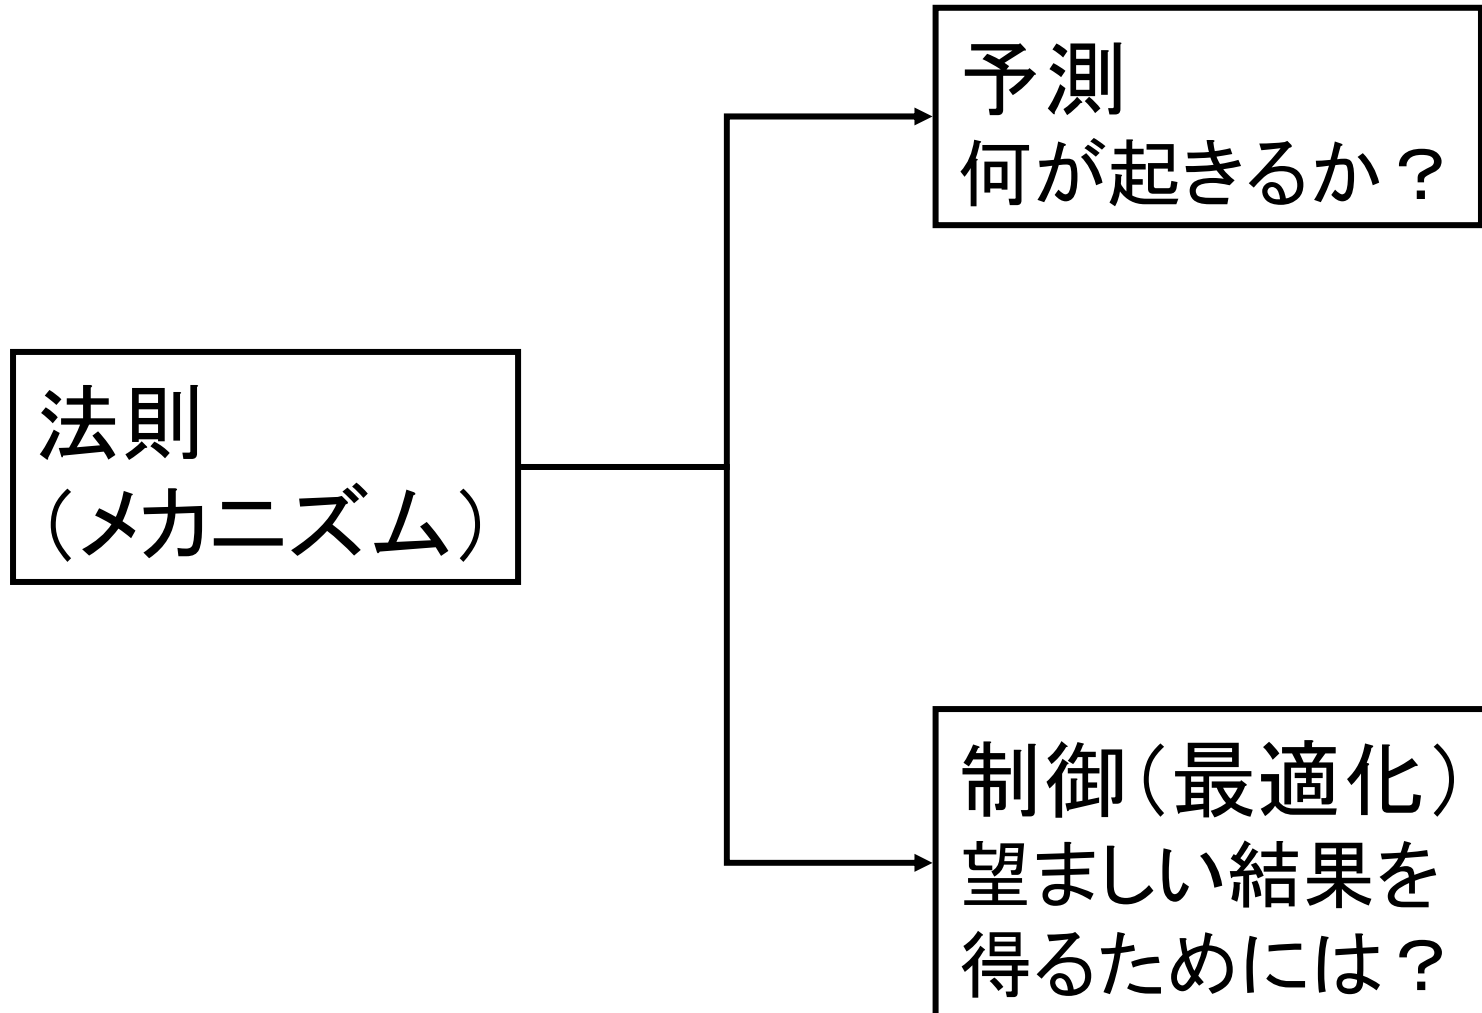 予測
何が起きるか？
法則
（メカニズム）
制御（最適化）
望ましい結果を
得るためには？